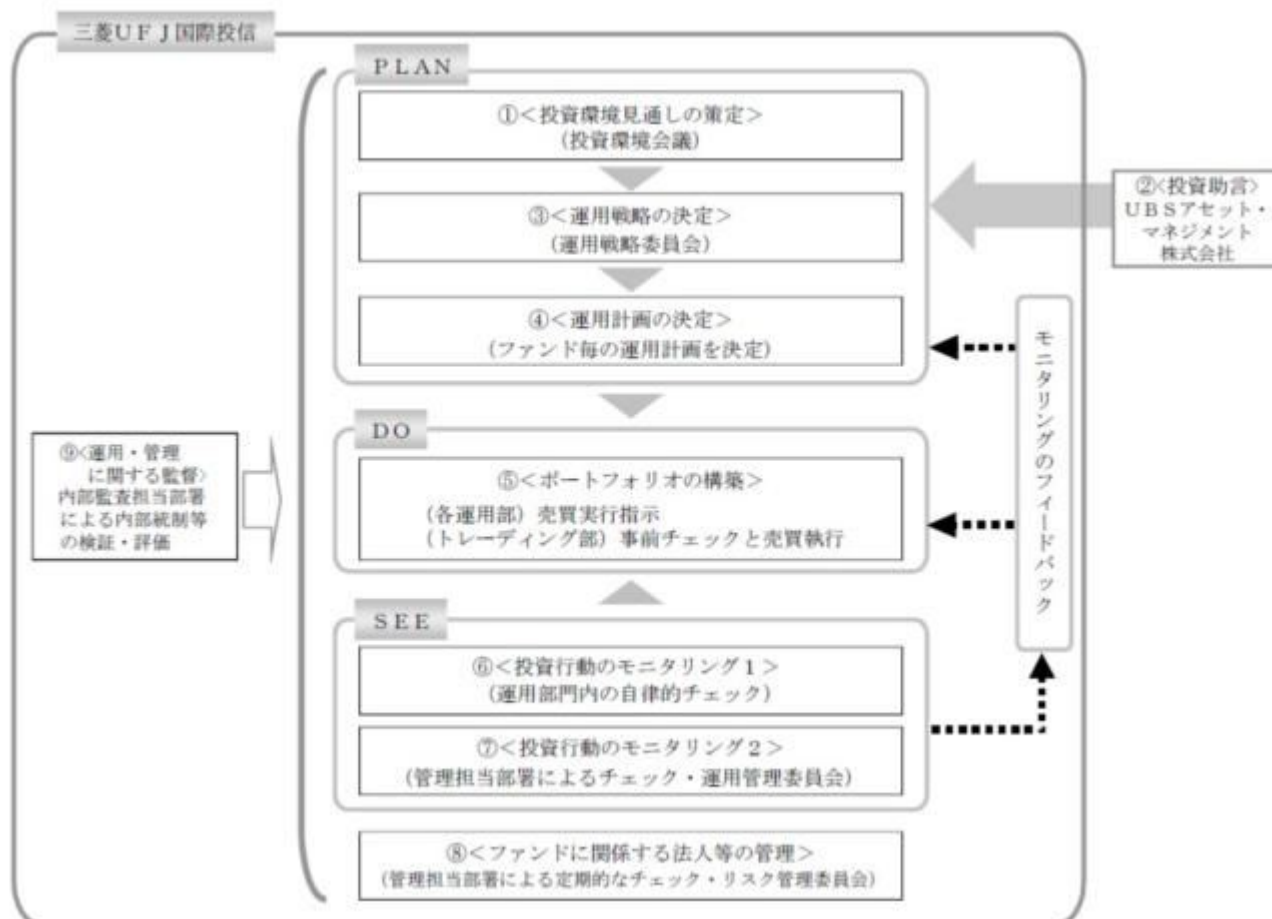 三菱UFJ国際投信
PLAN
①<投資環境見通しの策定>
(投資環境会議)
③<運用戦略の決定>
(運用戦略委員会)
④<運用計画の決定>
(ファンド毎の運用計画を決定)
②<投資助言>
UBSアセット・
マネジメント
株式会社
モニタリングのフィードバック
DO
⑤<ポートフォリオの構築>
(各運用部)売買実行指示
(トレーディング部)事前チェックと売買執行
⑨<運用・管理
に関する監督>
内部監査担当部署
による内部統制等
の検証・評価
SEE
⑥<投資行動のモニタリング1>
(運用部門内の自律的チェック)
⑦<投資行動のモニタリング2>
(管理担当部署によるチェック・運用管理委員会)
⑧<ファンドに関係する法人等の管理>
(管理担当部署による定期的なチェック・リスク管理委員会)